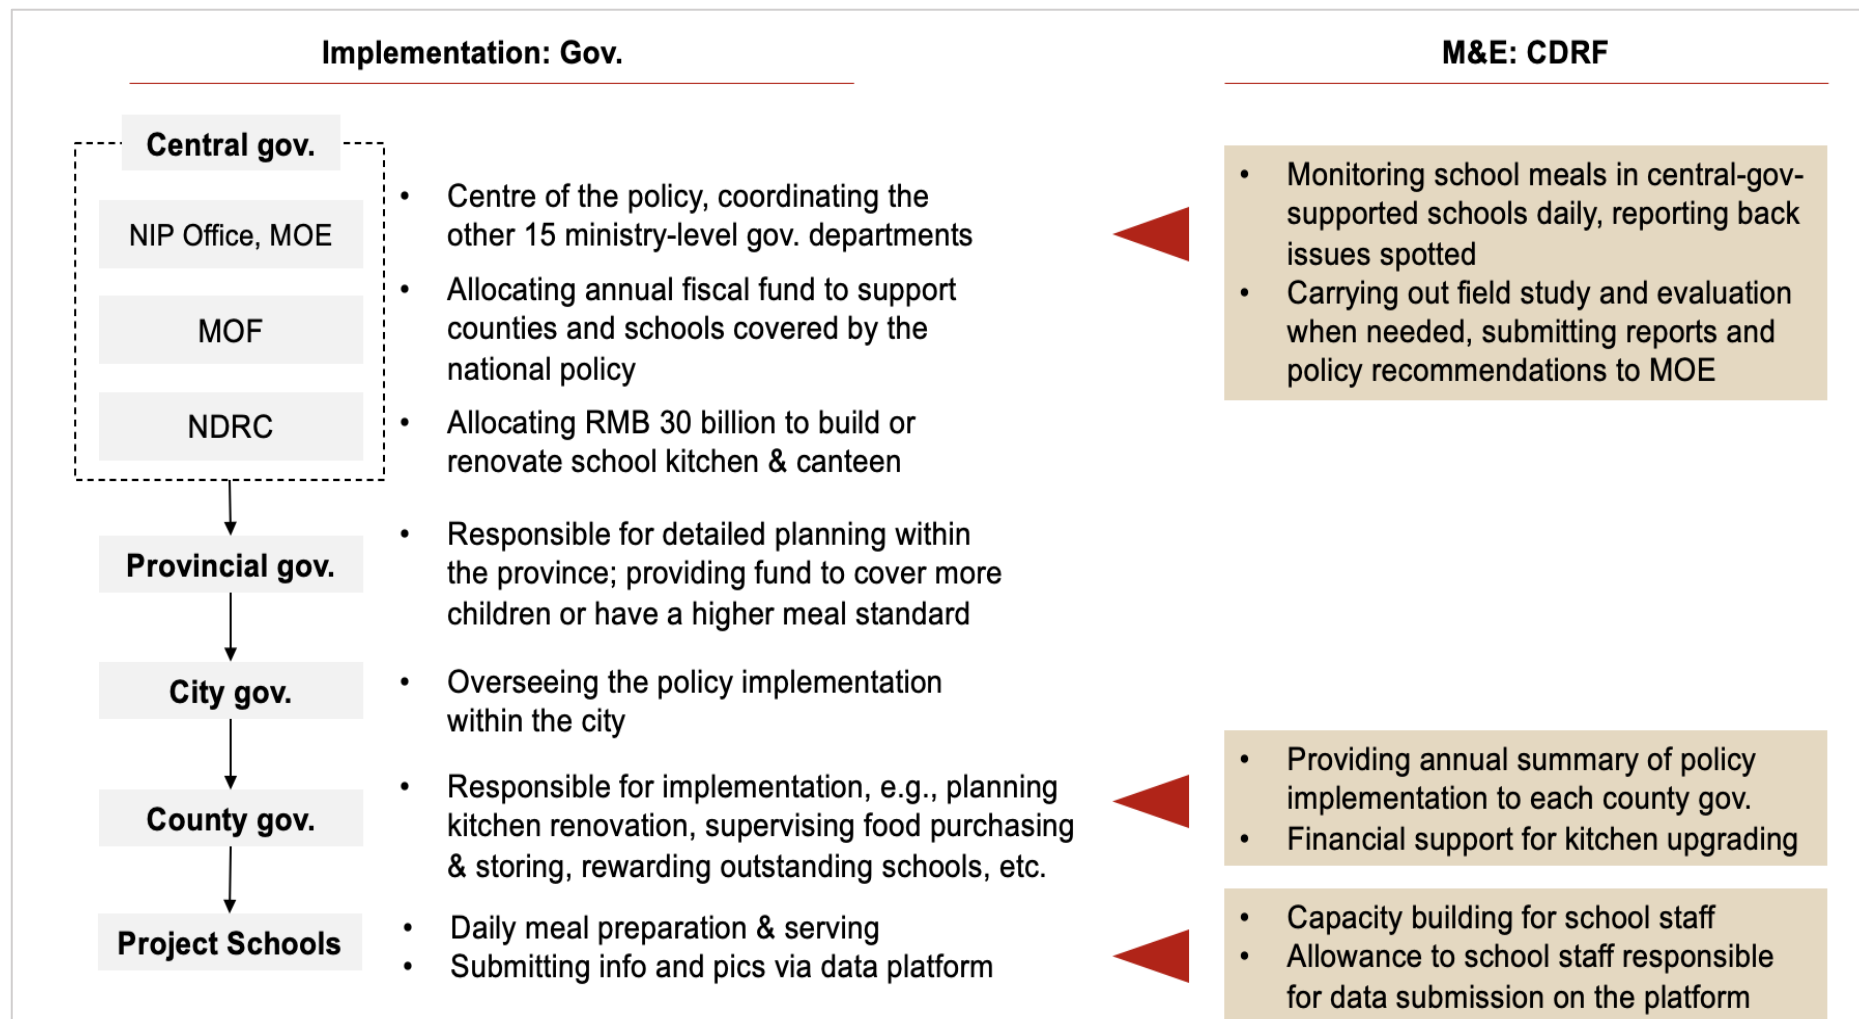 Implementation: Gov.
M&E: CDRF
Central gov.
NIP Office, MOE
• Centre of the policy, coordinating the
other 15 ministry-level gov. departments
MOF
• Allocating annual fiscal fund to support
counties and schools covered by the
national policy
NDRC
• Allocating RMB 30 billion to build or
renovate school kitchen & canteen
• Monitoring school meals in central-gov-
supported schools daily, reporting back
issues spotted
• Carrying out field study and evaluation
when needed, submitting reports and
policy recommendations to MOE
Provincial gov.
• Responsible for detailed planning within
the province; providing fund to cover more
children or have a higher meal standard
City gov.
• Overseeing the policy implementation
within the city
County gov.
• Responsible for implementation, e.g., planning
kitchen renovation, supervising food purchasing
& storing, rewarding outstanding schools, etc.
• Providing annual summary of policy
implementation to each county gov.
• Financial support for kitchen upgrading
Project Schools
• Daily meal preparation & serving
• Submitting info and pics via data platform
• Capacity building for school staff
• Allowance to school staff responsible
for data submission on the platform